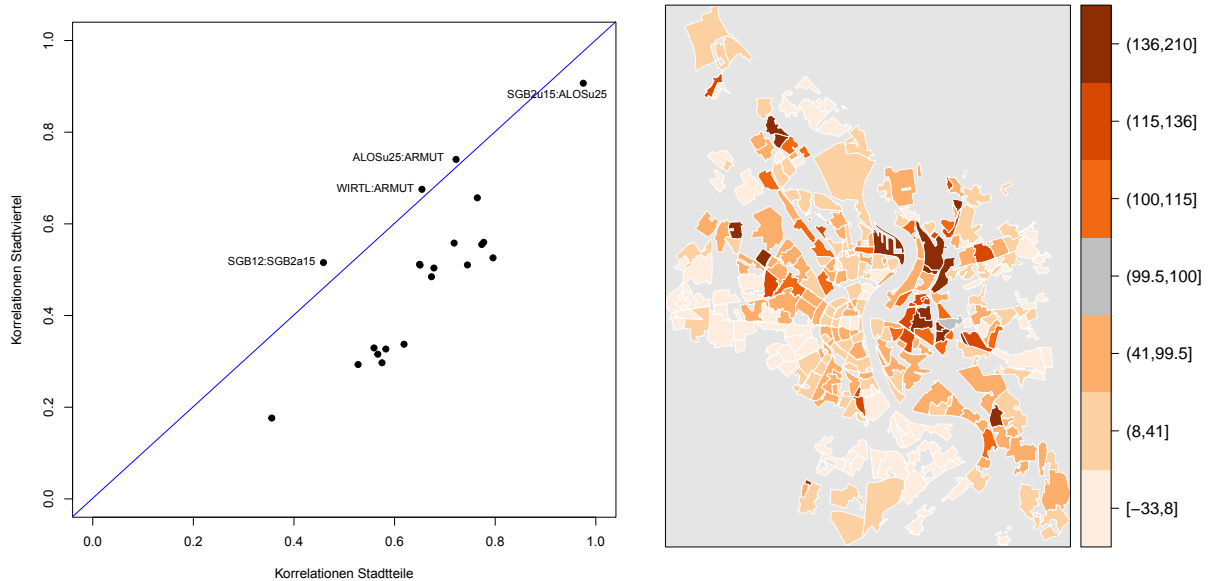 Korrelationen Stadtviertel
1.0
0.8
0.6
0.4
0.2
0.0
SGB2u15:ALOSu25
ALOSu25:ARMUT
WIRTL:ARMUT
SGB12:SGB2a15
0.0 0.2 0.4 0.6 0.8 1.0
Korrelationen Stadtteile
(136,210]
(115,136]
(100,115]
(99.5,100]
(41,99.5]
(8,41]
[−33,8]